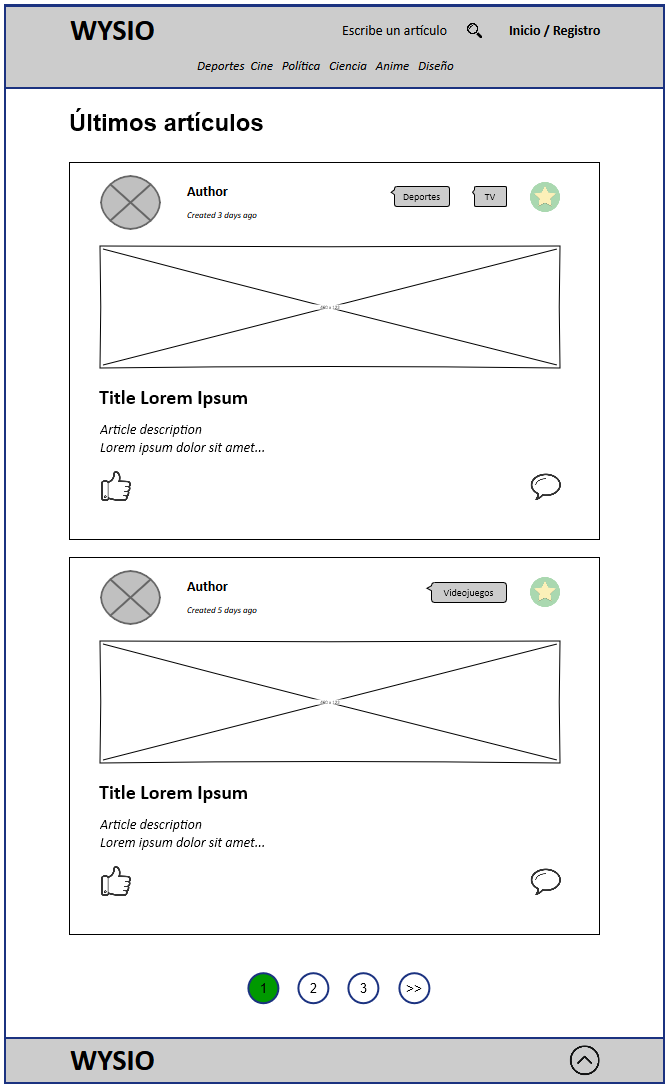 WYSIO
Escribe un artículo
Inicio / Registro
Deportes Cine Política Ciencia Anime Diseño
Últimos artículos
Author
Created 3 days ago
Deportes
TV
Title Lorem Ipsum
Article description
Lorem ipsum dolor sit amet...
Author
Created 5 days ago
Videojuegos
Title Lorem Ipsum
Article description
Lorem ipsum dolor sit amet...
1 2 3 >>
WYSIO